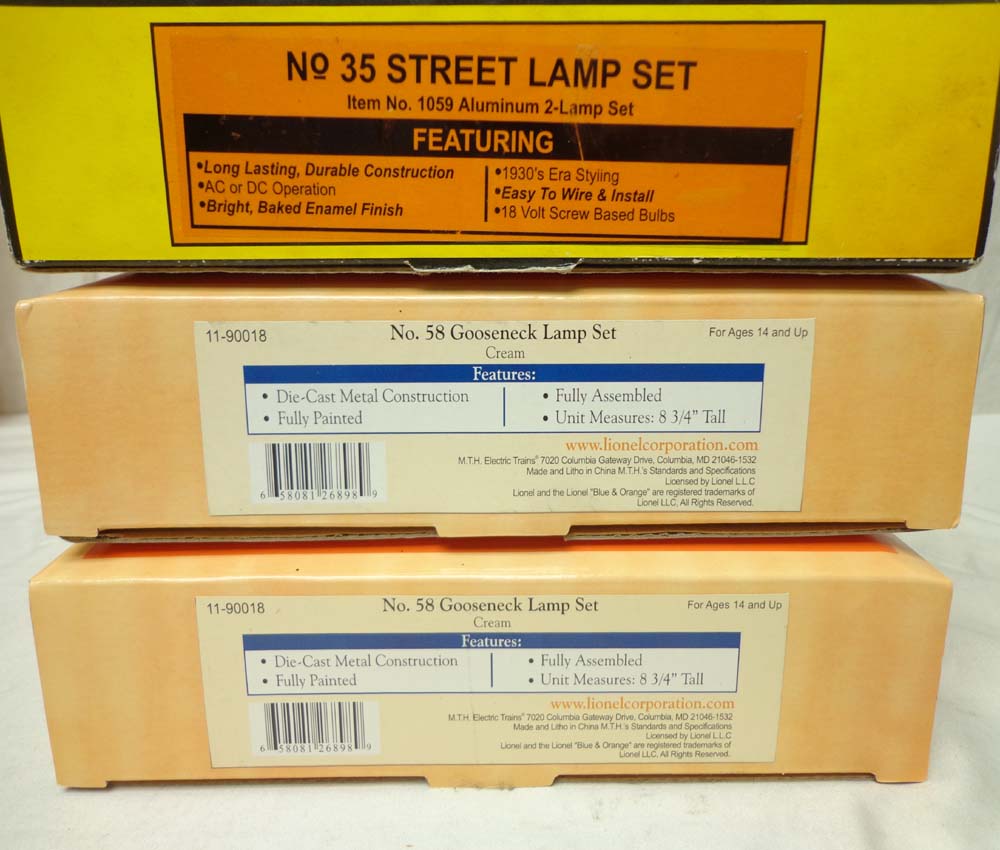 Nº 35 STREET LAMP SET
Item No. 1059 Aluminum 2-Lamp Set
FEATURING
•Long Lasting, Durable Construction
•AC or DC Operation
•Bright, Baked Enamel Finish
•1930's Era Styling
•Easy To Wire & Install
•18 Volt Screw Based Bulbs
11-90018
No. 58 Gooseneck Lamp Set
For Ages 14 and Up
Cream
Features:
• Die-Cast Metal Construction
• Fully Painted
• Fully Assembled
• Unit Measures: 8 3/4" Tall
www.lionelcorporation.com
M.T.H. Electric Trains® 7020 Columbia Gateway Drive, Columbia, MD 21046-1532
Made and Litho in China M.T.H.'s Standards and Specifications
Licensed by Lionel L.L.C
Lionel and the Lionel "Blue & Orange" are registered trademarks of
Lionel LLC, All Rights Reserved.
6 58081 26898 9
11-90018
No. 58 Gooseneck Lamp Set
For Ages 14 and Up
Cream
Features:
• Die-Cast Metal Construction
• Fully Painted
• Fully Assembled
• Unit Measures: 8 3/4" Tall
www.lionelcorporation.com
M.T.H. Electric Trains® 7020 Columbia Gateway Drive, Columbia, MD 21046-1532
Made and Litho in China M.T.H.'s Standards and Specifications
Licensed by Lionel L.L.C
Lionel and the Lionel "Blue & Orange" are registered trademarks of
Lionel LLC, All Rights Reserved.
6 58081 26898 9